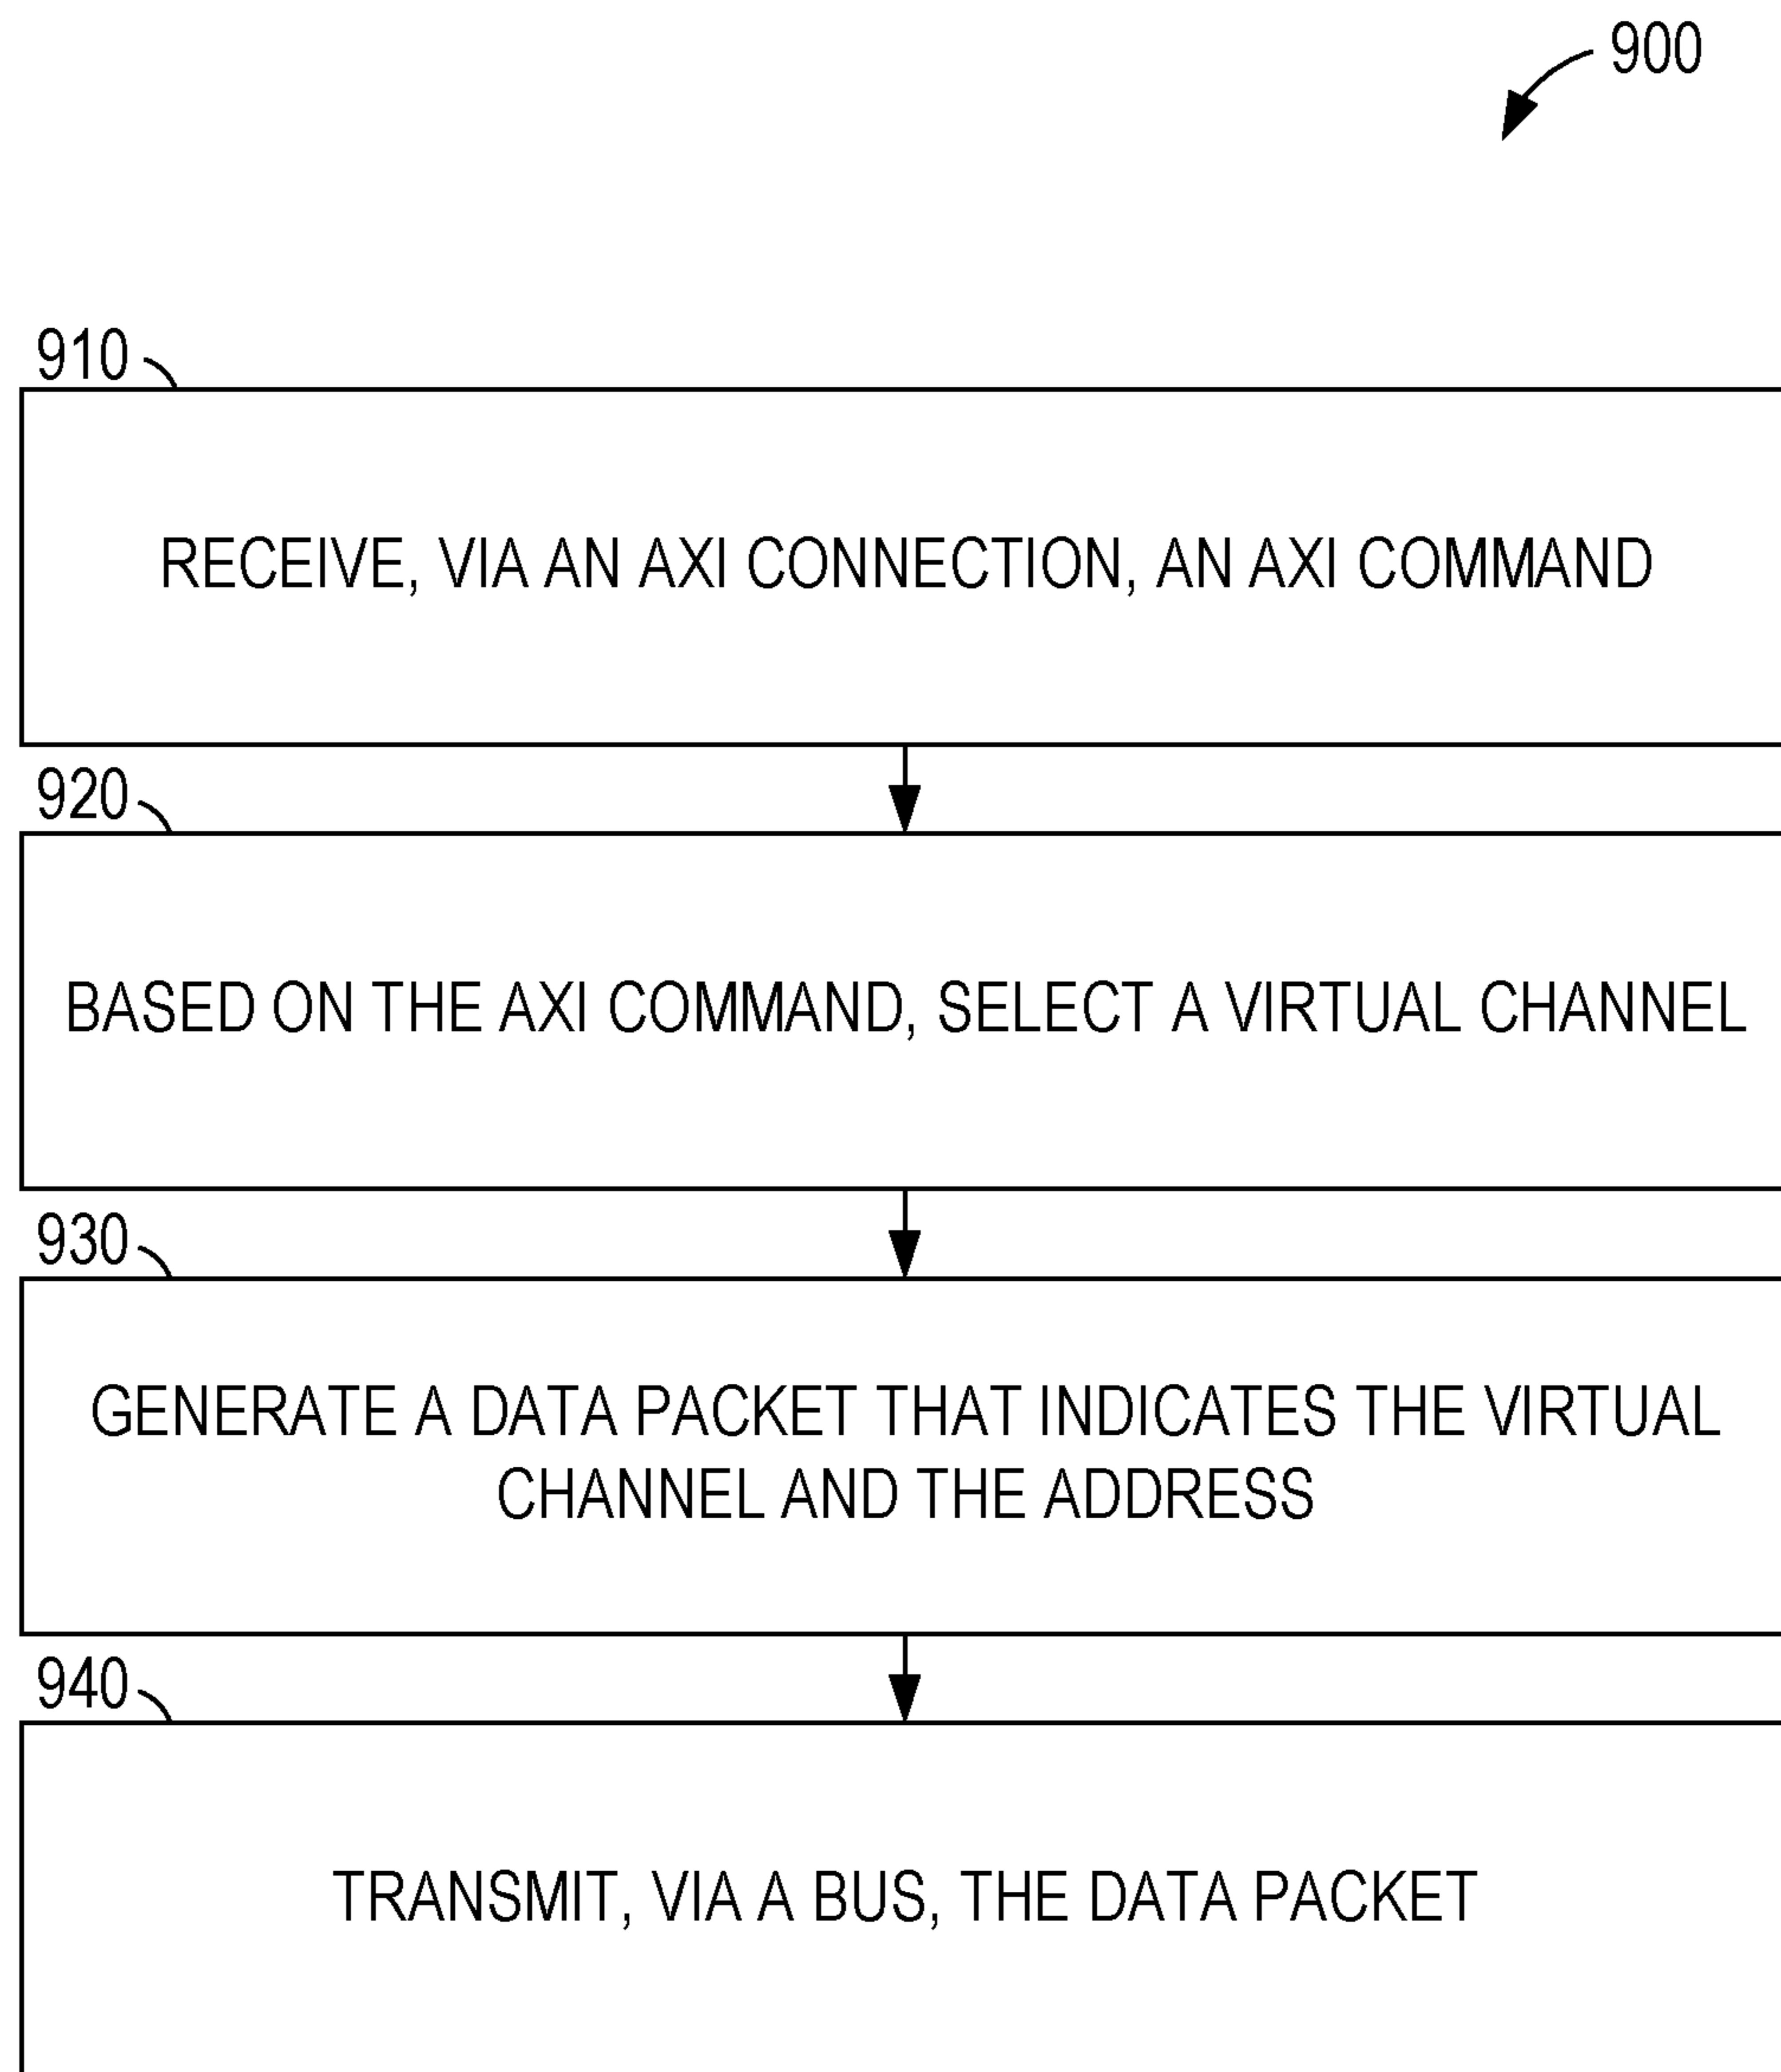 900
910
RECEIVE, VIA AN AXI CONNECTION, AN AXI COMMAND
920
BASED ON THE AXI COMMAND, SELECT A VIRTUAL CHANNEL
930
GENERATE A DATA PACKET THAT INDICATES THE VIRTUAL
CHANNEL AND THE ADDRESS
940
TRANSMIT, VIA A BUS, THE DATA PACKET